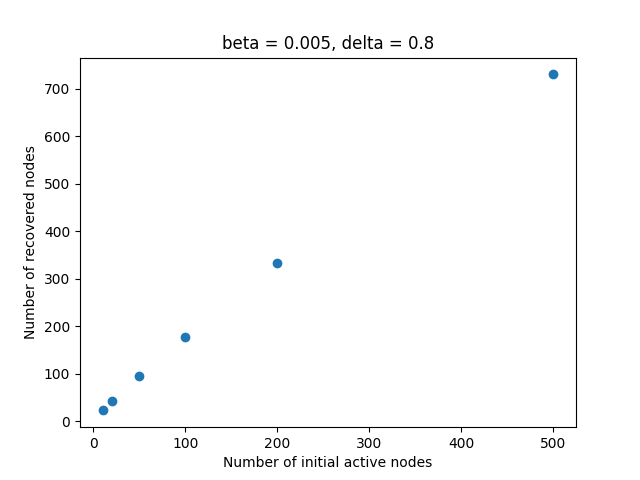 beta = 0.005, delta = 0.8
700
600
500
400
300
200
100
0
Number of recovered nodes
0 100 200 300 400 500
Number of initial active nodes